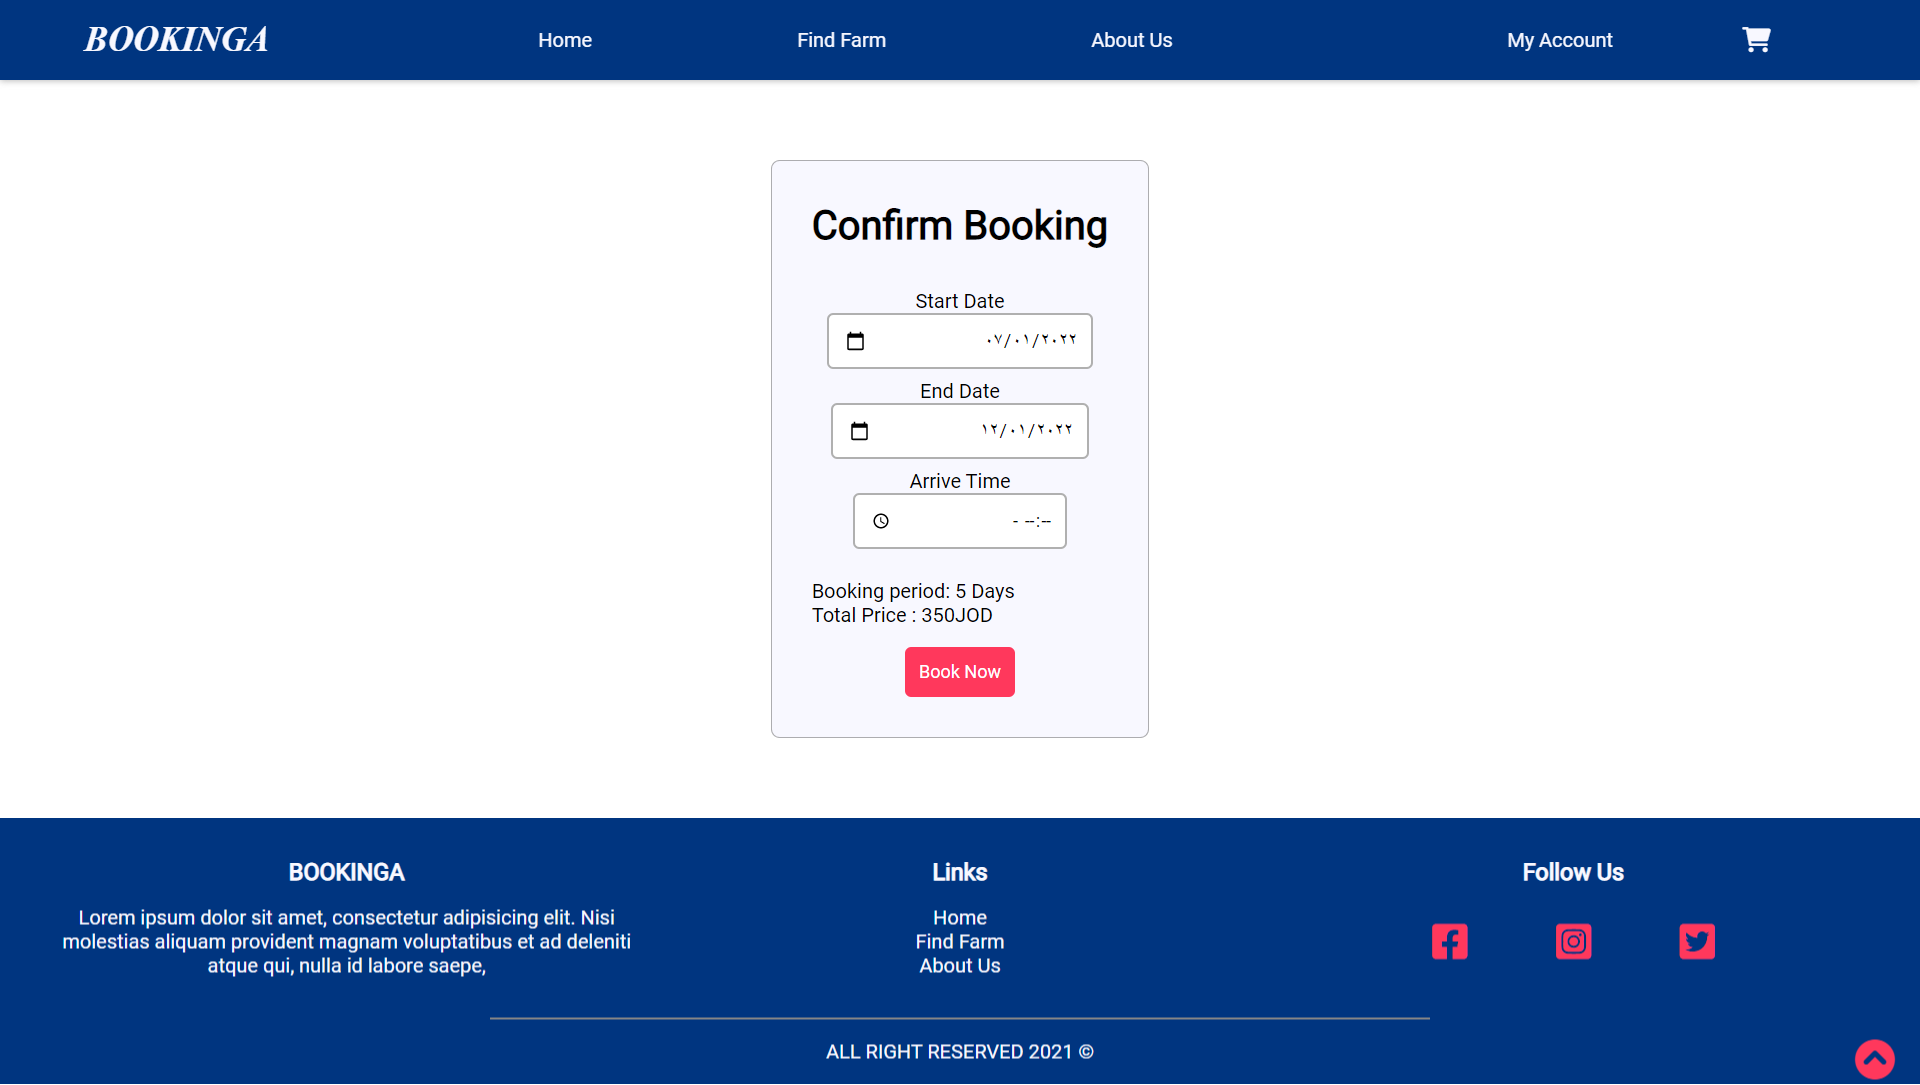 BOOKINGA
Home
Find Farm
About Us
My Account
Confirm Booking
Start Date
٠٧/٠١/٢٠٢٢
End Date
١٢/٠١/٢٠٢٢
Arrive Time
- --:--
Booking period: 5 Days
Total Price : 350JOD
Book Now
BOOKINGA
Lorem ipsum dolor sit amet, consectetur adipisicing elit. Nisi
molestias aliquam provident magnam voluptatibus et ad deleniti
atque qui, nulla id labore saepe,
Links
Home
Find Farm
About Us
Follow Us
ALL RIGHT RESERVED 2021 ©